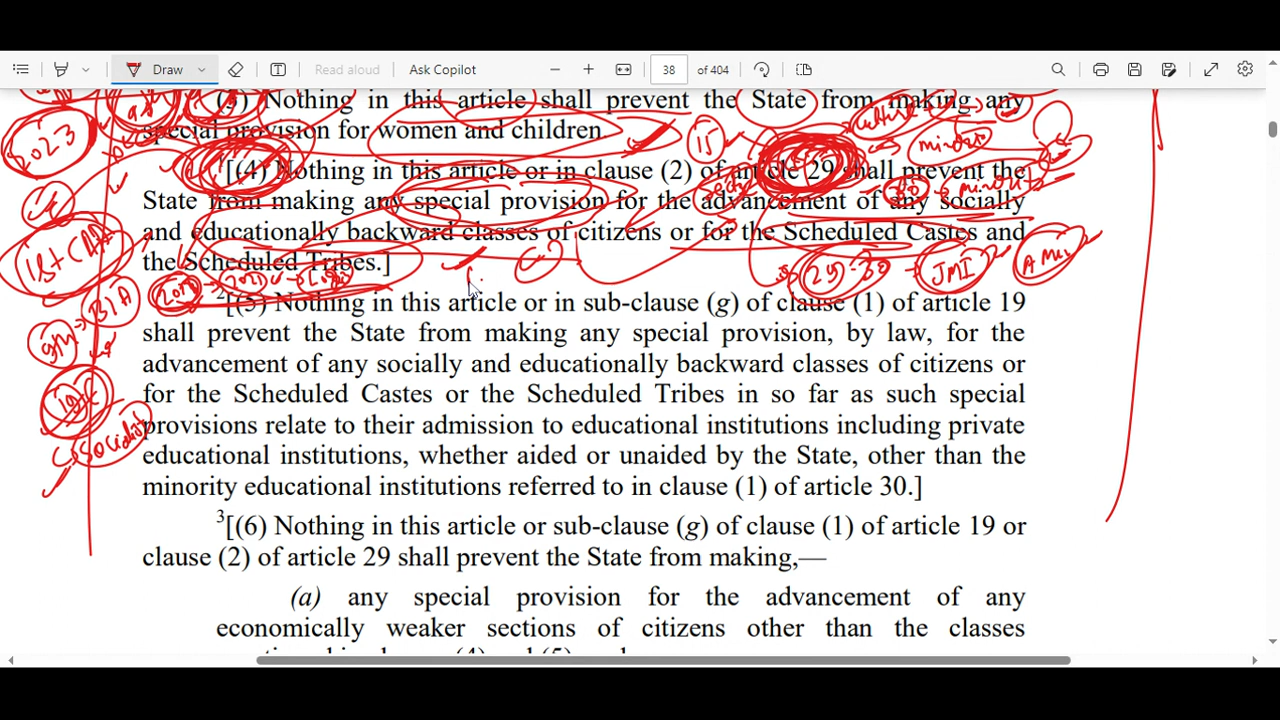 Draw
Read aloud
Ask Copilot
38
of 404
(3) Nothing in this article shall prevent the State from making any
special provision for women and children.
2023
15
culture
minority
1[(4) Nothing in this article or in clause (2) of article 29 shall prevent the
State from making any special provision for the advancement of any socially
and educationally backward classes of citizens or for the Scheduled Castes and
the Scheduled Tribes.]
29-30
JMI
AMU
2[(5) Nothing in this article or in sub-clause (g) of clause (1) of article 19
shall prevent the State from making any special provision, by law, for the
advancement of any socially and educationally backward classes of citizens or
for the Scheduled Castes or the Scheduled Tribes in so far as such special
provisions relate to their admission to educational institutions including private
educational institutions, whether aided or unaided by the State, other than the
minority educational institutions referred to in clause (1) of article 30.]
3[(6) Nothing in this article or sub-clause (g) of clause (1) of article 19 or
clause (2) of article 29 shall prevent the State from making,—
(a) any special provision for the advancement of any
economically weaker sections of citizens other than the classes